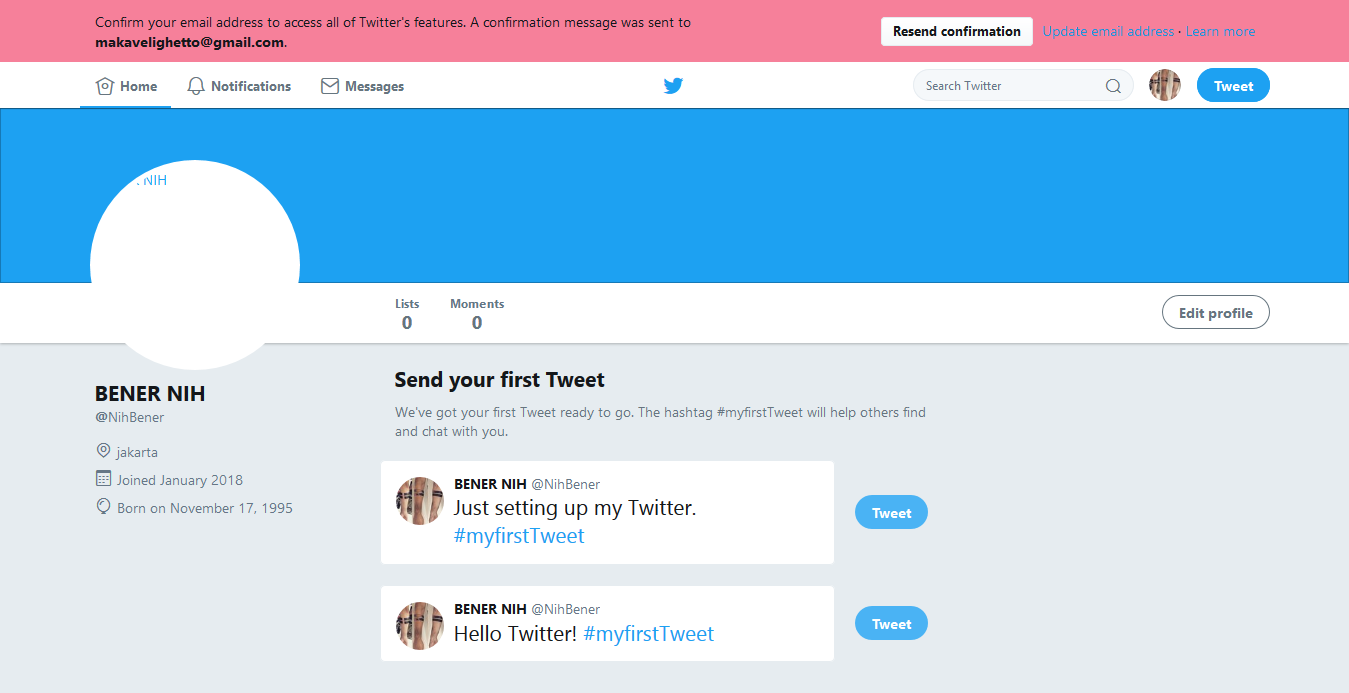 Confirm your email address to access all of Twitter's features. A confirmation message was sent to
makavelighetto@gmail.com.
Resend confirmation
Update email address · Learn more
Home
Notifications
Messages
Search Twitter
Tweet
NIH
Lists
0
Moments
0
Edit profile
BENER NIH
@NihBener
jakarta
Joined January 2018
Born on November 17, 1995
Send your first Tweet
We've got your first Tweet ready to go. The hashtag #myfirstTweet will help others find
and chat with you.
BENER NIH @NihBener
Just setting up my Twitter.
#myfirstTweet
Tweet
BENER NIH @NihBener
Hello Twitter! #myfirstTweet
Tweet